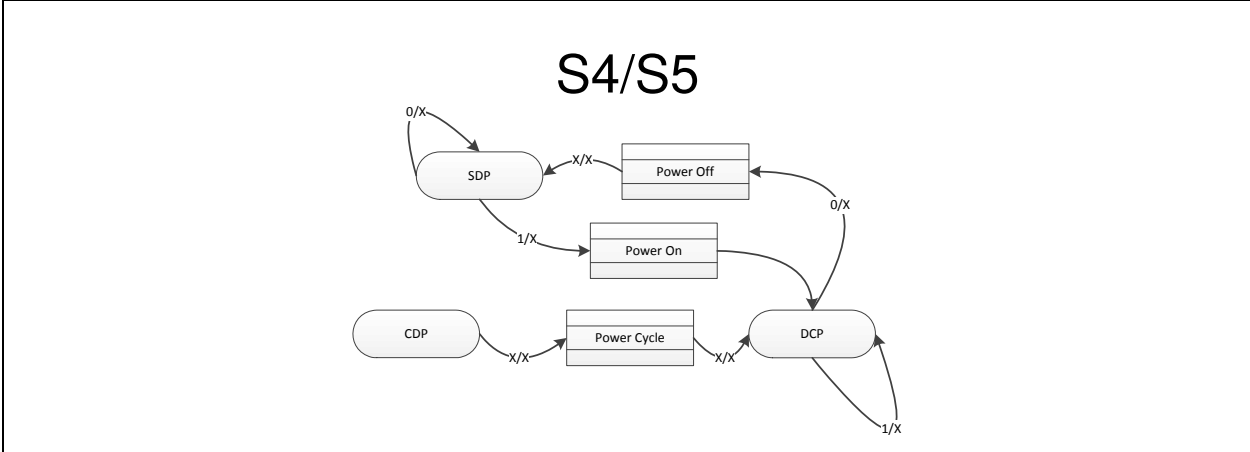 S4/S5
0/X
SDP
X/X
Power Off
0/X
1/X
Power On
CDP
X/X
Power Cycle
X/X
DCP
1/X